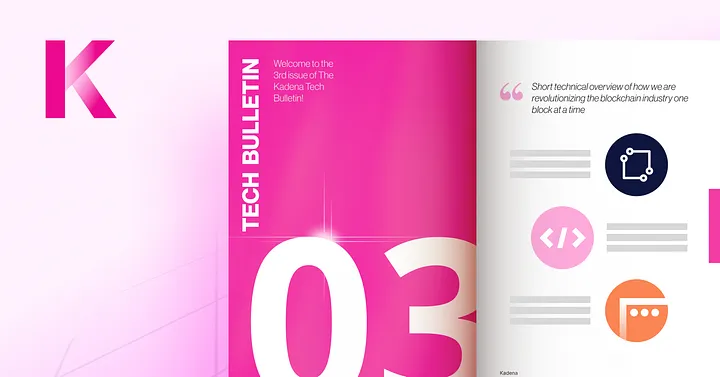 K
TECH BULLETIN
Welcome to the
3rd issue of The
Kadena Tech
Bulletin!
03
“
Short technical overview of how we are
revolutionizing the blockchain industry one
block at a time
</>
Kadena